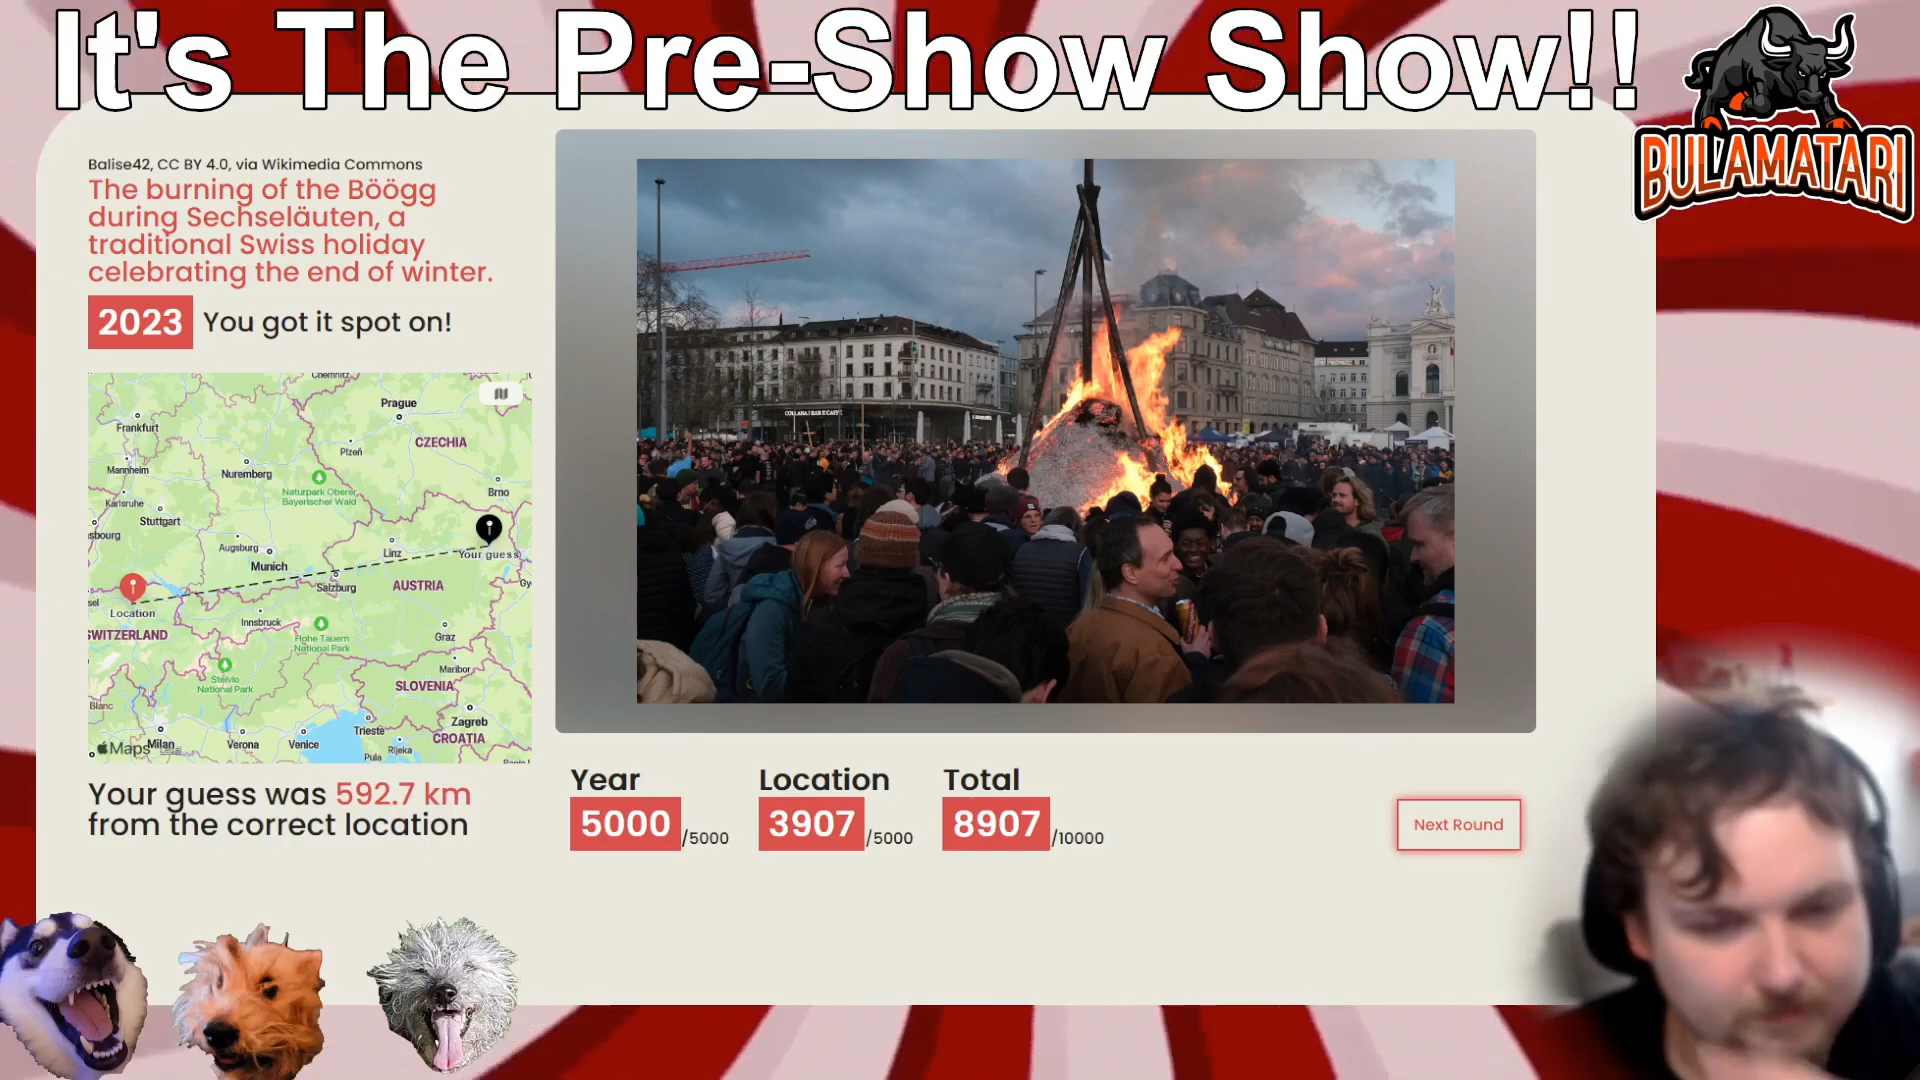 It's The Pre-Show Show!!
BULAMATARI
Balise42, CC BY 4.0, via Wikimedia Commons
The burning of the Böögg
during Sechseläuten, a
traditional Swiss holiday
celebrating the end of winter.
2023 You got it spot on!
Chemnitz
Prague
Frankfurt
CZECHIA
Plzeň
Mannheim
Nuremberg
Naturpark Oberer
Bayerischer Wald
Brno
Karlsruhe
Stuttgart
sbourg
Augsburg
Linz
Your guess
Munich
Salzburg
AUSTRIA
Gy
sel
Location
Innsbruck
SWITZERLAND
Hohe Tauern
National Park
Graz
Stelvio
National Park
Maribor
SLOVENIA
Blanc
Zagreb
Trieste
CROATIA
Maps
Milan
Verona
Venice
Rijeka
Pula
Your guess was 592.7 km
from the correct location
Year
5000/5000
Location
3907/5000
Total
8907/10000
Next Round